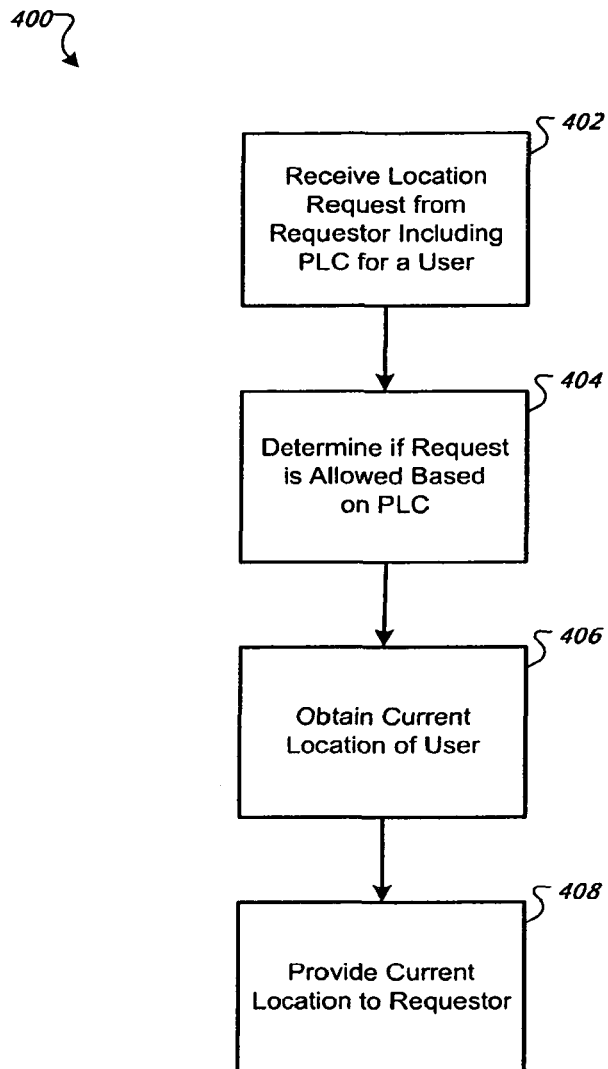 400
402
Receive Location
Request from
Requestor Including
PLC for a User
404
Determine if Request
is Allowed Based
on PLC
406
Obtain Current
Location of User
408
Provide Current
Location to Requestor